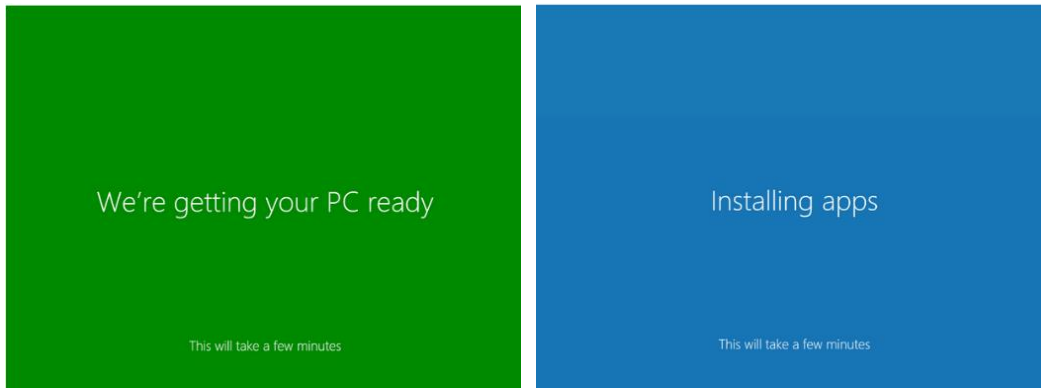 We're getting your PC ready
This will take a few minutes
Installing apps
This will take a few minutes